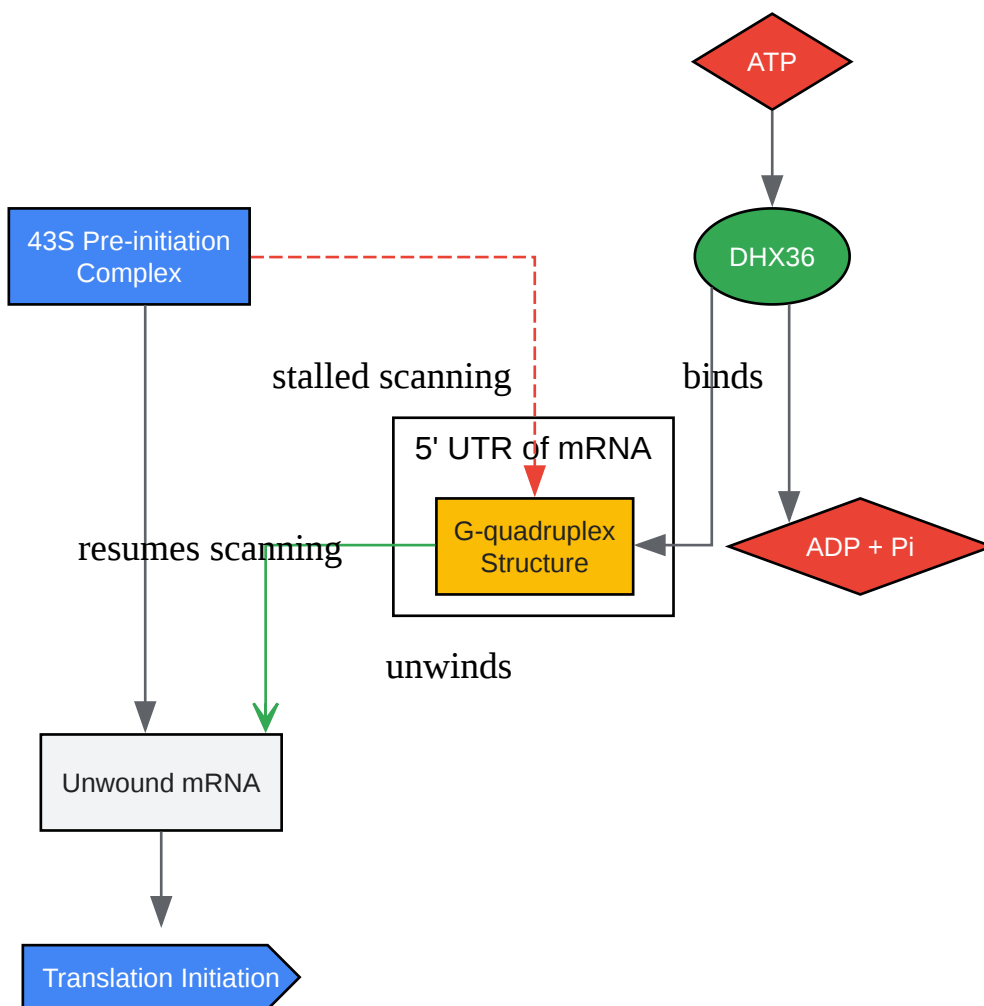 ATP
43S Pre-initiation
Complex
DHX36
stalled scanning
binds
5' UTR of mRNA
G-quadruplex
Structure
resumes scanning
ADP + Pi
unwinds
Unwound mRNA
Translation Initiation